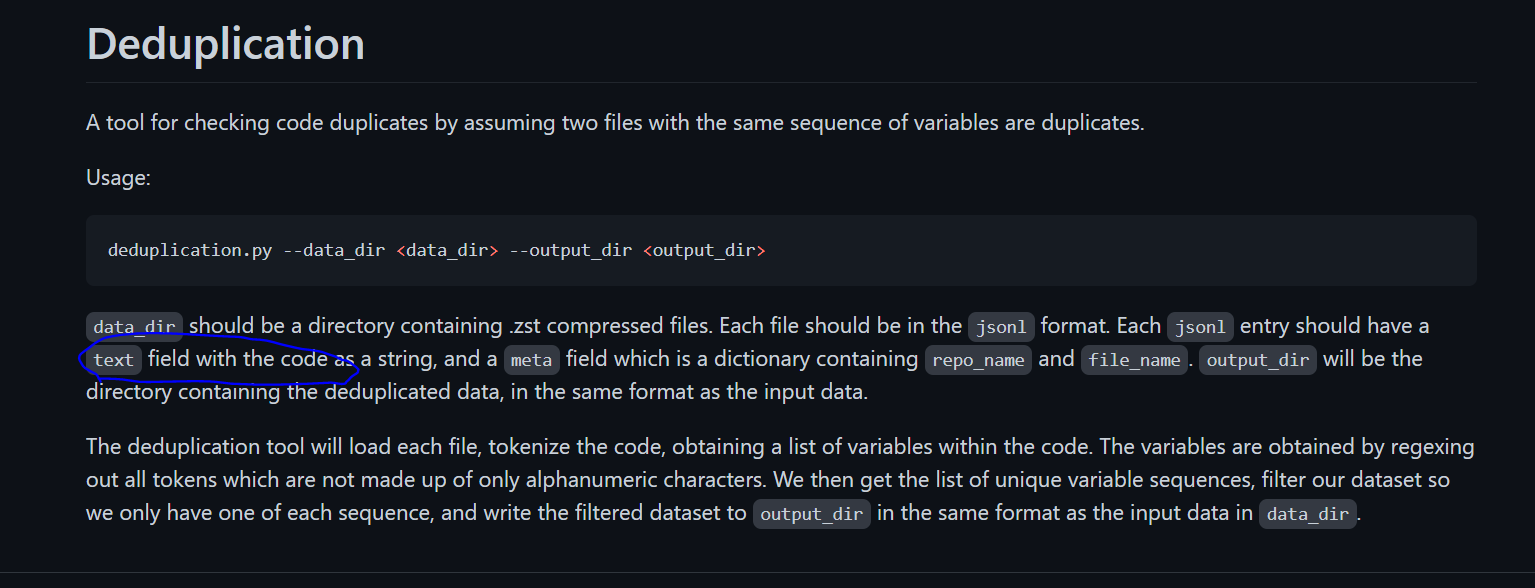 Deduplication
A tool for checking code duplicates by assuming two files with the same sequence of variables are duplicates.
Usage:
deduplication.py --data_dir <data_dir> --output_dir <output_dir>
data_dir should be a directory containing .zst compressed files. Each file should be in the jsonl format. Each jsonl entry should have a
text field with the code as a string, and a meta field which is a dictionary containing repo_name and file_name. output_dir will be the
directory containing the deduplicated data, in the same format as the input data.
The deduplication tool will load each file, tokenize the code, obtaining a list of variables within the code. The variables are obtained by regexing
out all tokens which are not made up of only alphanumeric characters. We then get the list of unique variable sequences, filter our dataset so
we only have one of each sequence, and write the filtered dataset to output_dir in the same format as the input data in data_dir.